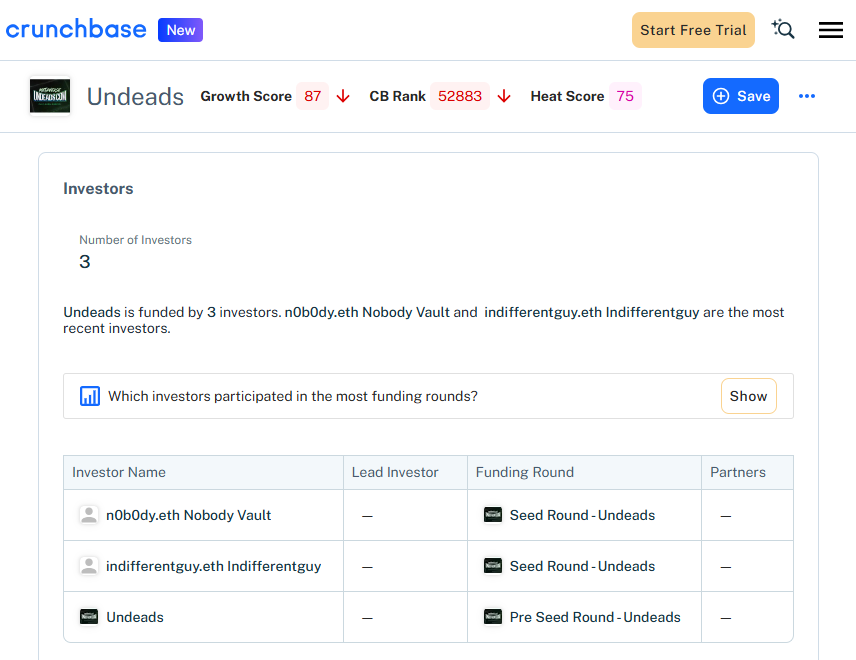 crunchbase New Start Free Trial
Undeads Growth Score 87 CB Rank 52883 Heat Score 75 Save
Investors
Number of Investors
3
Undeads is funded by 3 investors. n0b0dy.eth Nobody Vault and indifferentguy.eth Indifferentguy are the most
recent investors.
Which investors participated in the most funding rounds? Show
Investor Name Lead Investor Funding Round Partners
n0b0dy.eth Nobody Vault — Seed Round - Undeads —
indifferentguy.eth Indifferentguy — Seed Round - Undeads —
Undeads — Pre Seed Round - Undeads —